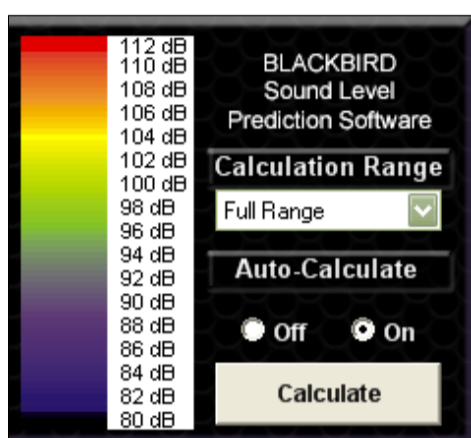 112 dB
110 dB
108 dB
106 dB
104 dB
102 dB
100 dB
98 dB
96 dB
94 dB
92 dB
90 dB
88 dB
86 dB
84 dB
82 dB
80 dB
BLACKBIRD
Sound Level
Prediction Software
Calculation Range
Full Range
Auto-Calculate
Off On
Calculate